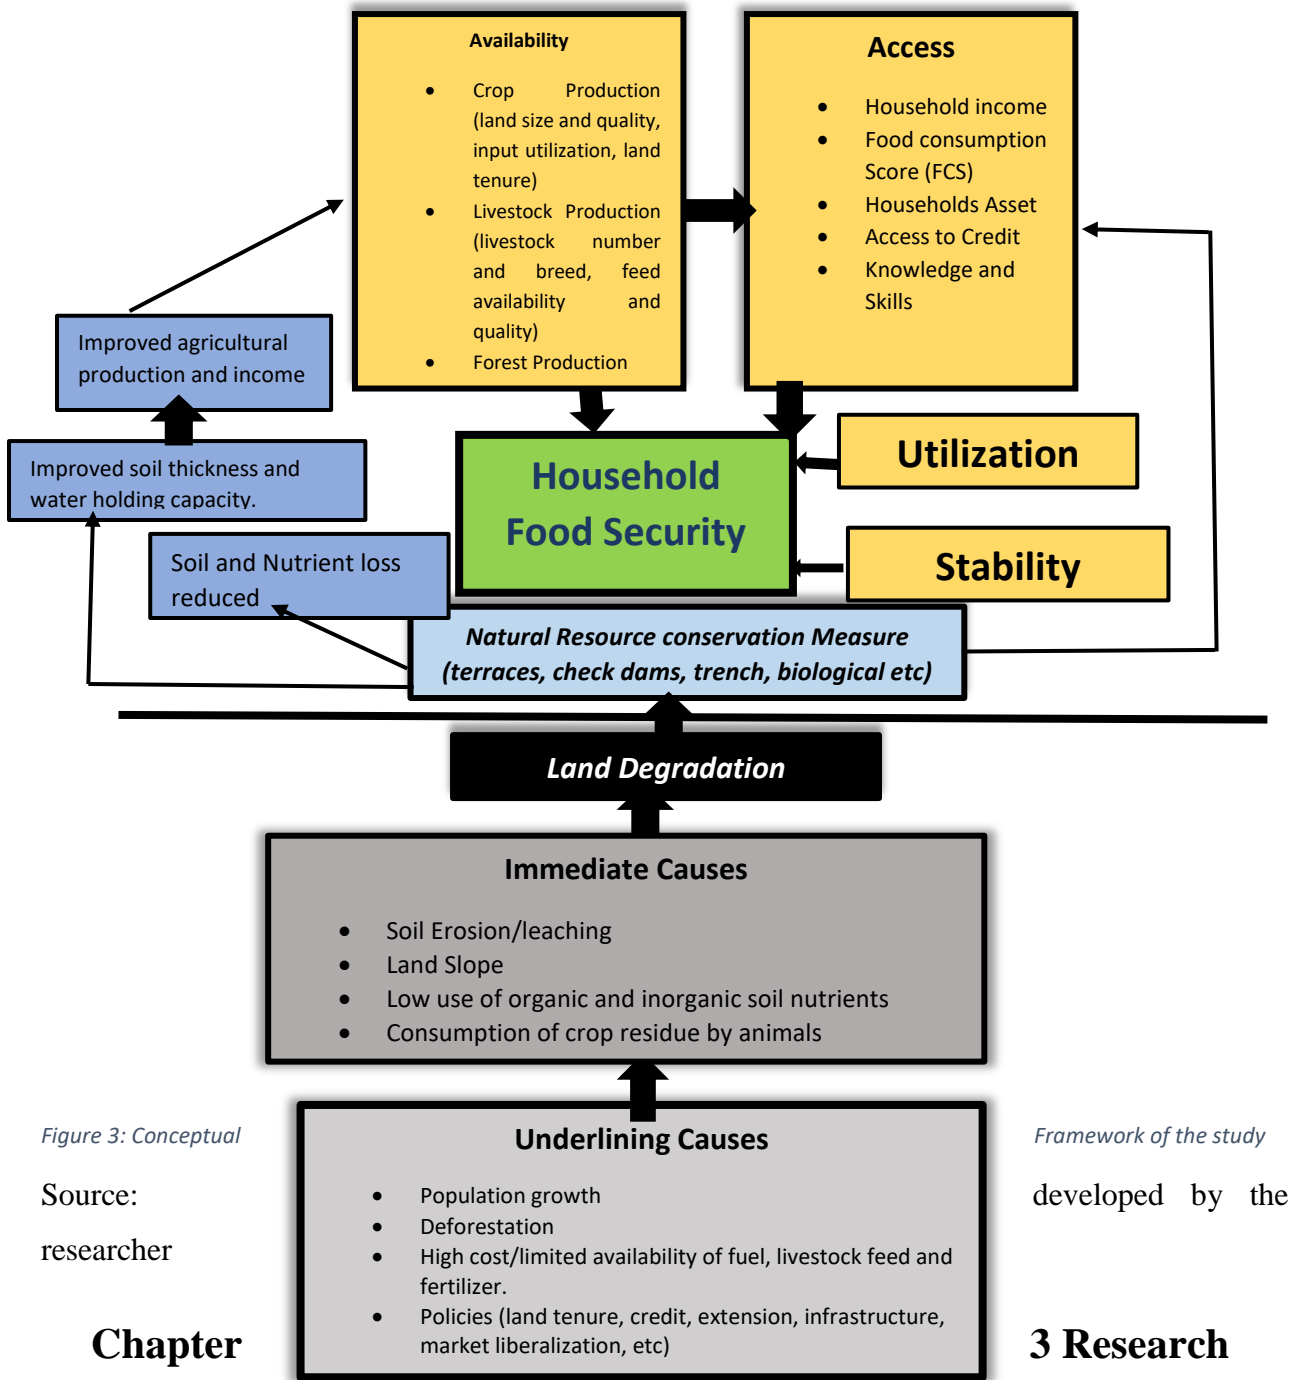 Availability
• Crop Production
(land size and quality,
input utilization, land
tenure)
• Livestock Production
(livestock number
and breed, feed
availability and
quality)
• Forest Production
Access
• Household income
• Food consumption
Score (FCS)
• Households Asset
• Access to Credit
• Knowledge and
Skills
Improved agricultural
production and income
Improved soil thickness and
water holding capacity.
Soil and Nutrient loss
reduced
Household
Food Security
Utilization
Stability
Natural Resource conservation Measure
(terraces, check dams, trench, biological etc)
Land Degradation
Immediate Causes
• Soil Erosion/leaching
• Land Slope
• Low use of organic and inorganic soil nutrients
• Consumption of crop residue by animals
Underlining Causes
• Population growth
• Deforestation
• High cost/limited availability of fuel, livestock feed and
fertilizer.
• Policies (land tenure, credit, extension, infrastructure,
market liberalization, etc)
Figure 3: Conceptual Framework of the study
Source: developed by the
researcher
Chapter 3 Research